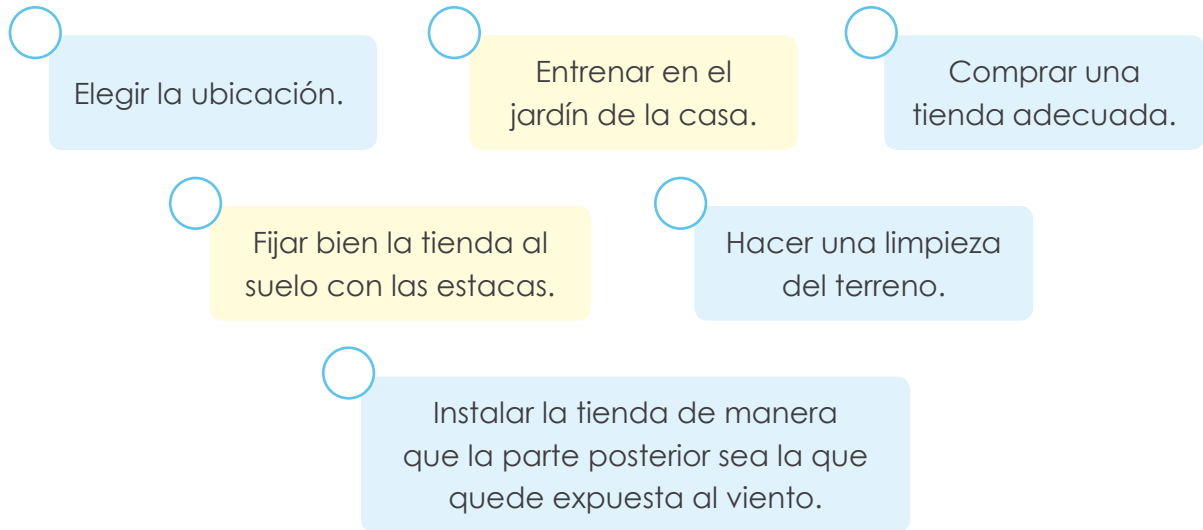 Elegir la ubicación.
Entrenar en el
jardín de la casa.
Comprar una
tienda adecuada.
Fijar bien la tienda al
suelo con las estacas.
Hacer una limpieza
del terreno.
Instalar la tienda de manera
que la parte posterior sea la que
quede expuesta al viento.